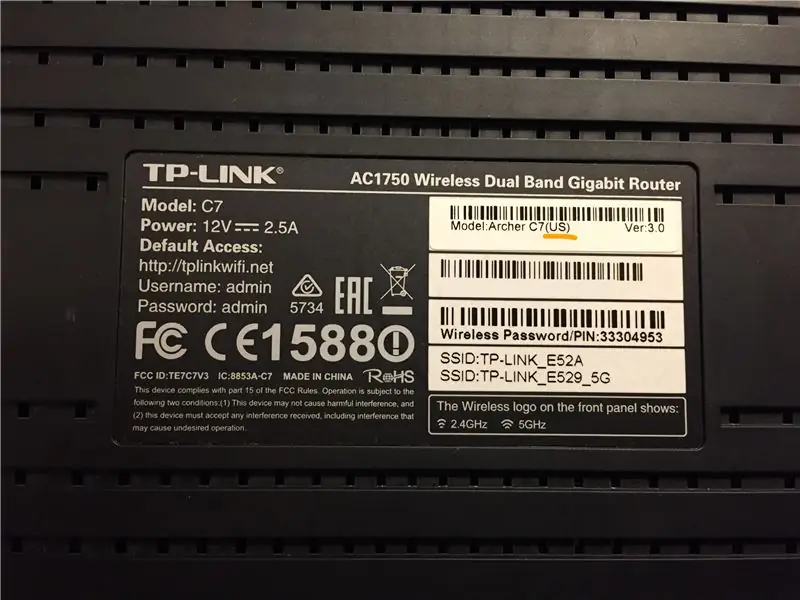 TP-LINK®
AC1750 Wireless Dual Band Gigabit Router
Model: C7
Power: 12V 2.5A
Default Access:
http://tplinkwifi.net
Username: admin
Password: admin
5734
EAC
FC CE1588
FCC ID:TE7C7V3 IC:8853A-C7 MADE IN CHINA RoHS
This device complies with part 15 of the FCC Rules. Operation is subject to the
following two conditions:(1) This device may not cause harmful interference, and
(2) this device must accept any interference received, including interference that
may cause undesired operation.
Model:Archer C7(US) Ver:3.0
Wireless Password/PIN:33304953
SSID:TP-LINK_E52A
SSID:TP-LINK_E529_5G
The Wireless logo on the front panel shows:
2.4GHz 5GHz